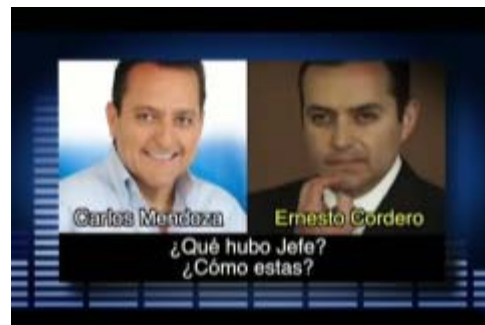 Carlos Mendoza
Ernesto Cordero
¿Qué hubo Jefe?
¿Cómo estas?